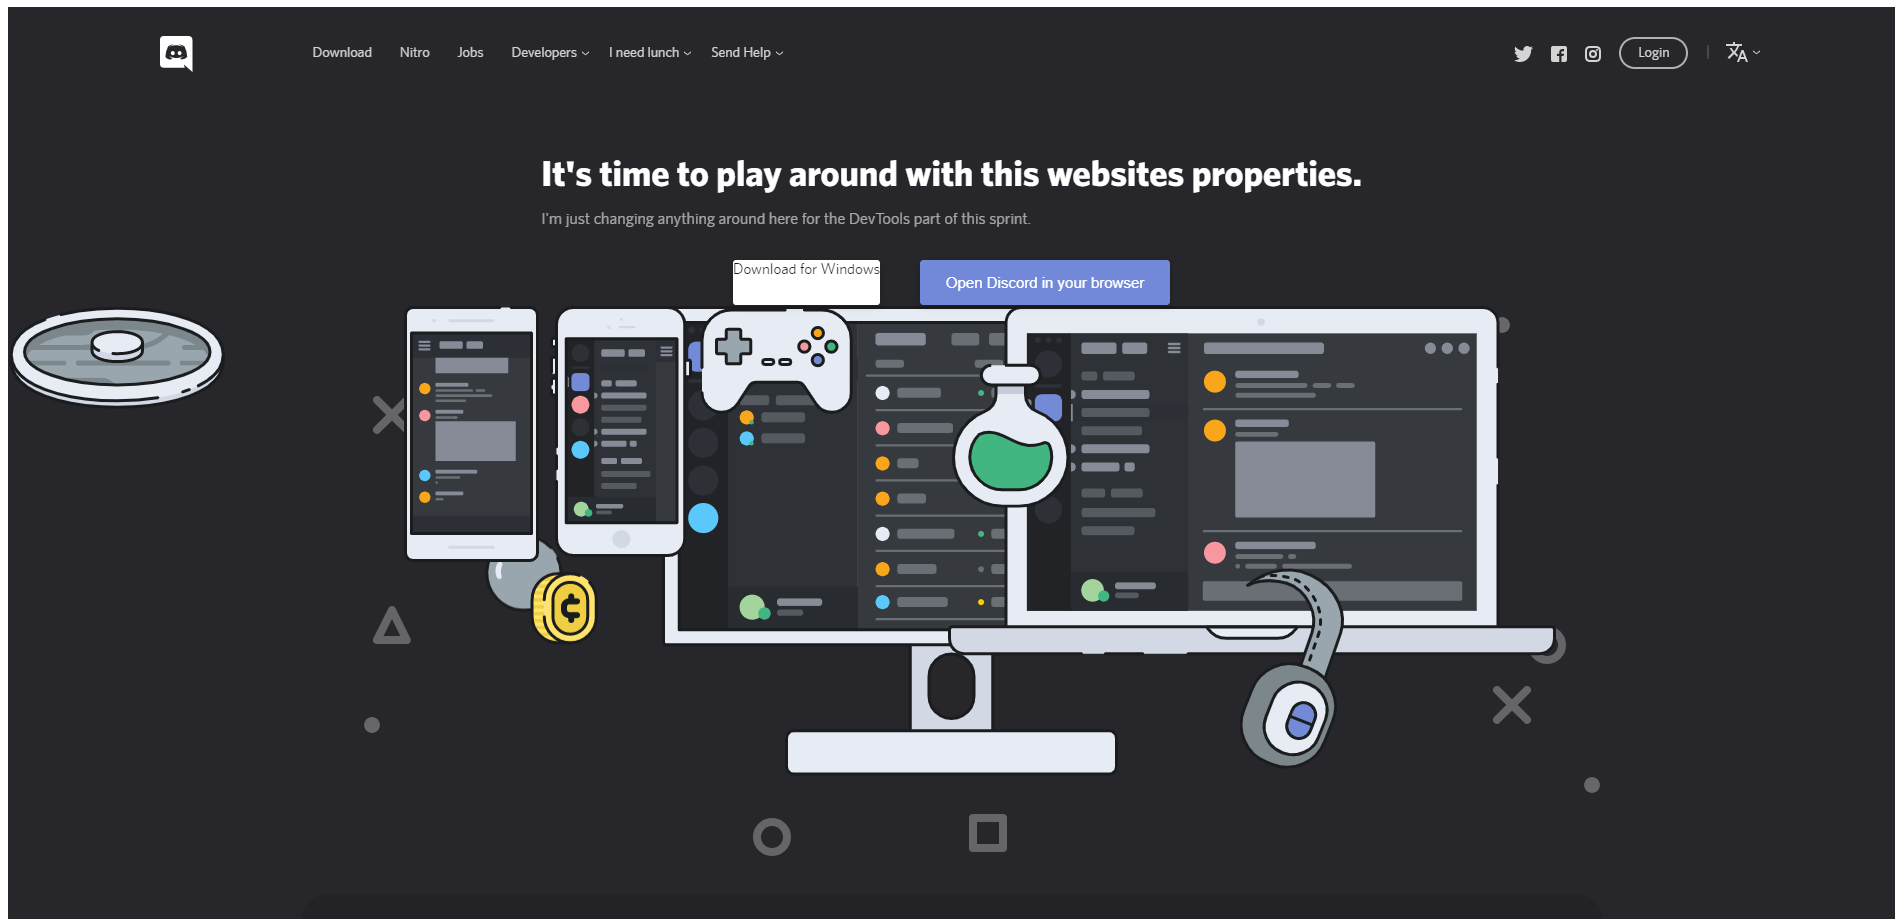 Download Nitro Jobs Developers I need lunch Send Help Login
It's time to play around with this websites properties.
I'm just changing anything around here for the DevTools part of this sprint.
Download for Windows Open Discord in your browser